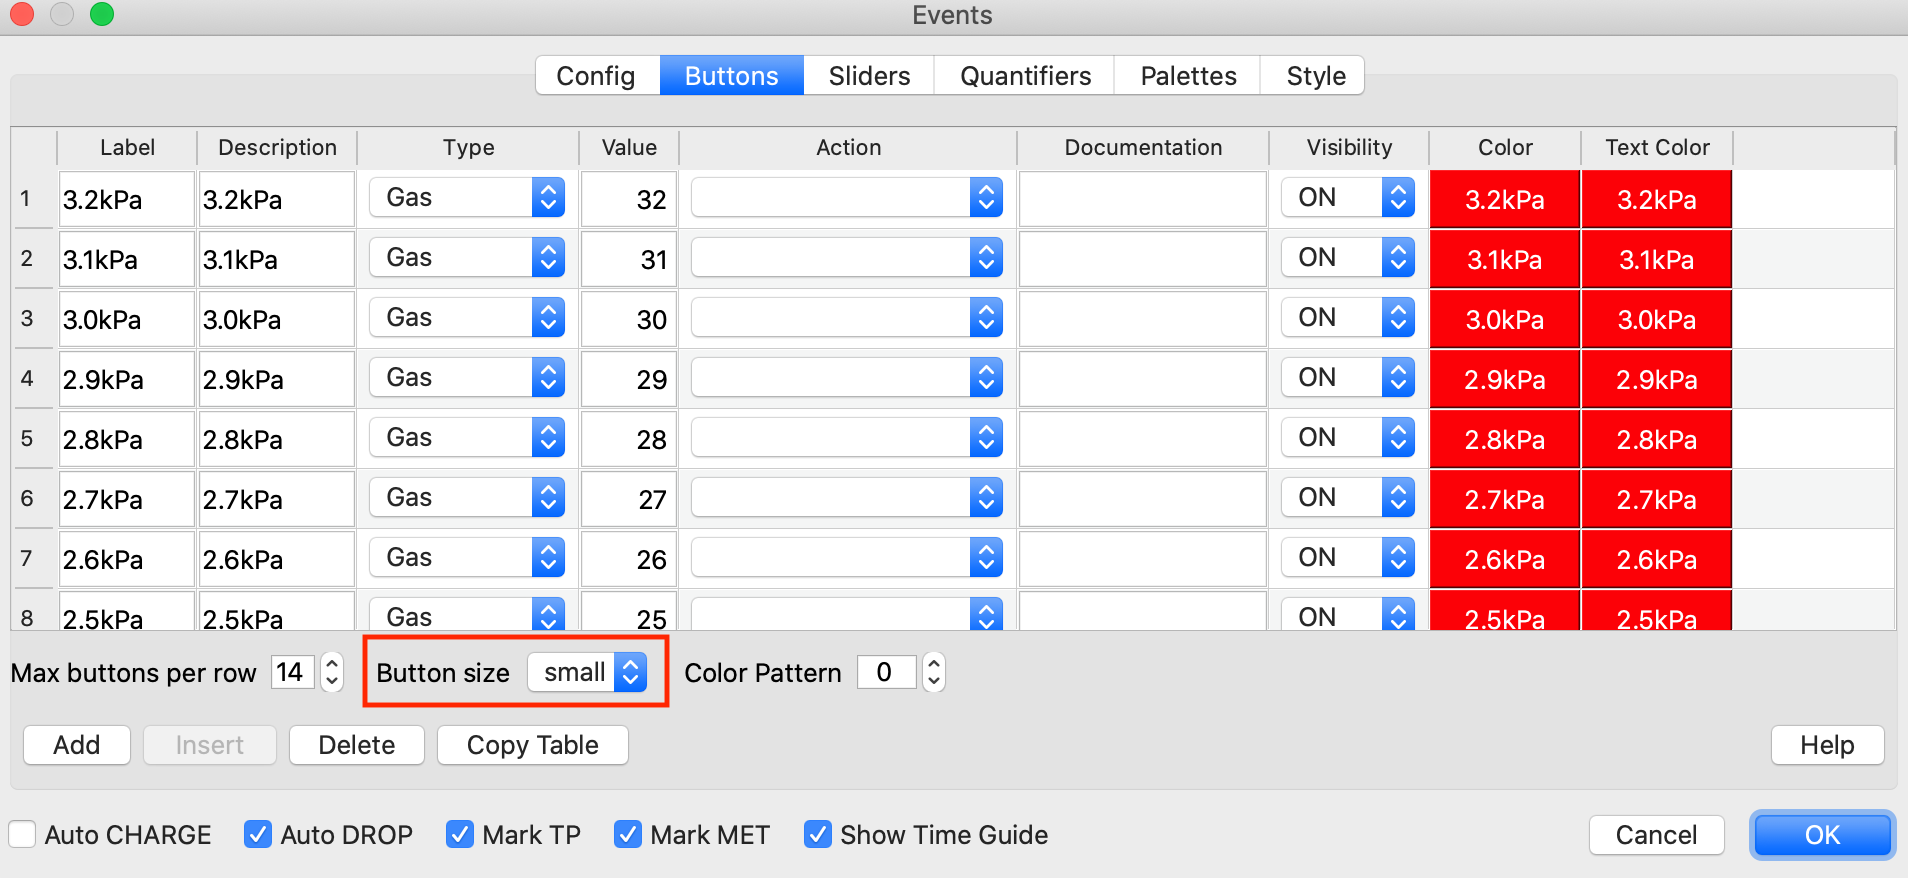 Events
Config Buttons Sliders Quantifiers Palettes Style
Label Description Type Value Action Documentation Visibility Color Text Color
1 3.2kPa 3.2kPa Gas 32 ON 3.2kPa 3.2kPa
2 3.1kPa 3.1kPa Gas 31 ON 3.1kPa 3.1kPa
3 3.0kPa 3.0kPa Gas 30 ON 3.0kPa 3.0kPa
4 2.9kPa 2.9kPa Gas 29 ON 2.9kPa 2.9kPa
5 2.8kPa 2.8kPa Gas 28 ON 2.8kPa 2.8kPa
6 2.7kPa 2.7kPa Gas 27 ON 2.7kPa 2.7kPa
7 2.6kPa 2.6kPa Gas 26 ON 2.6kPa 2.6kPa
8 2.5kPa 2.5kPa Gas 25 ON 2.5kPa 2.5kPa
Max buttons per row 14 Button size small Color Pattern 0
Add Insert Delete Copy Table Help
Auto CHARGE Auto DROP Mark TP Mark MET Show Time Guide Cancel OK